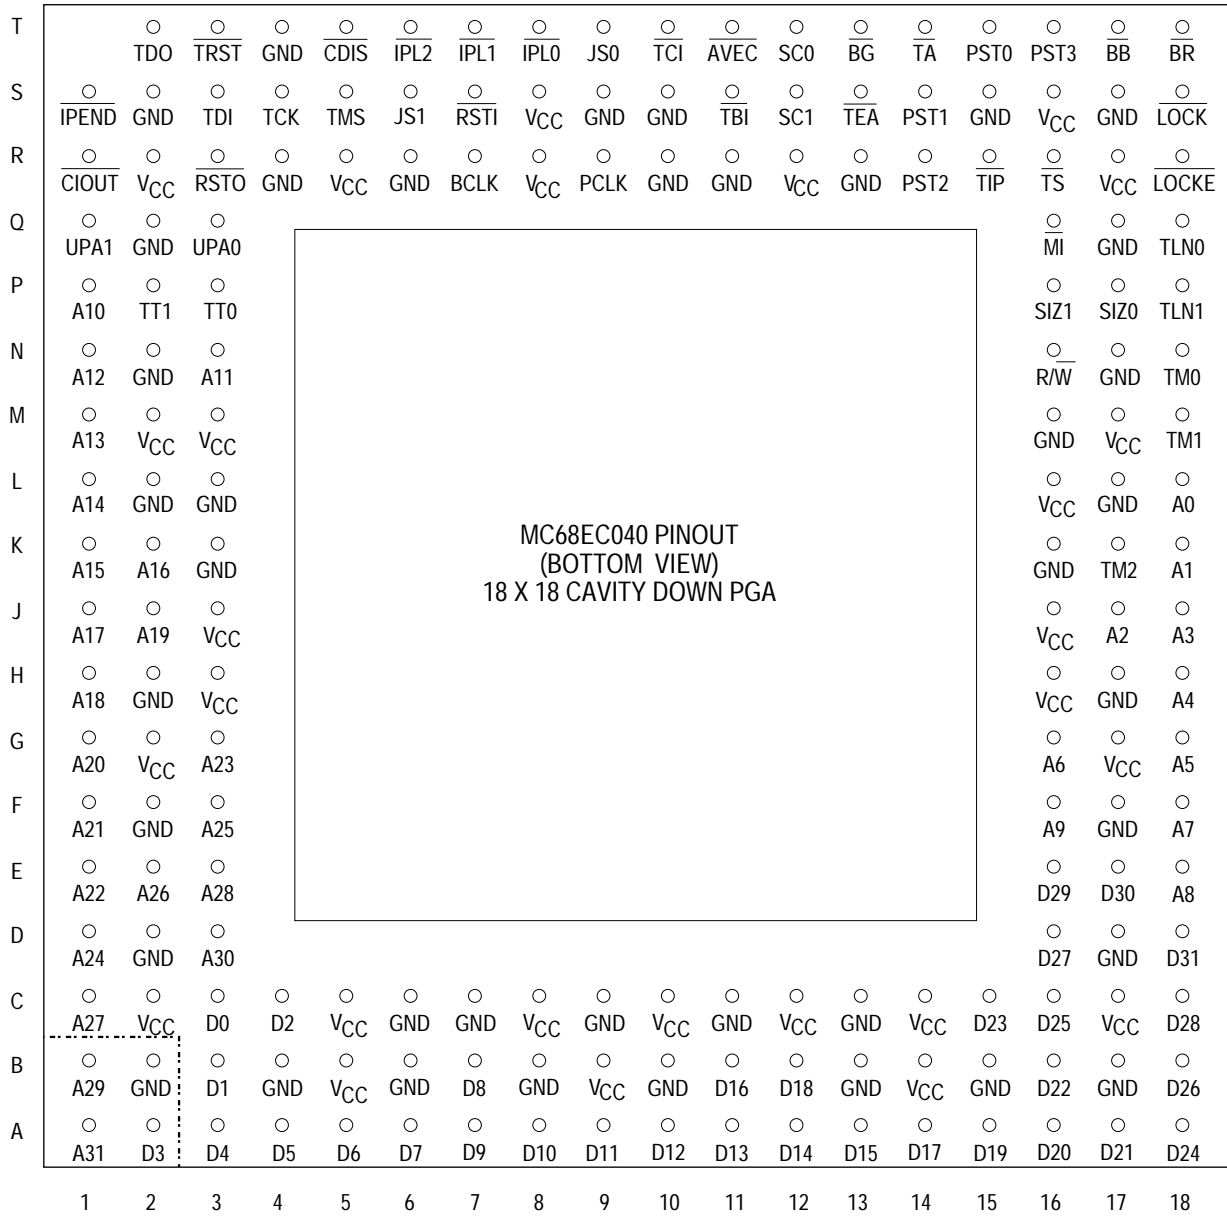 T
TDO TRST GND CDIS IPL2 IPL1 IPL0 JS0 TCI AVEC SC0 BG TA PST0 PST3 BB BR
S
IPEND GND TDI TCK TMS JS1 RSTI VCC GND GND TBI SC1 TEA PST1 GND VCC GND LOCK
R
CIOUT VCC RSTO GND VCC GND BCLK VCC PCLK GND GND VCC GND PST2 TIP TS VCC LOCKE
Q
UPA1 GND UPA0 MI GND TLN0
P
A10 TT1 TT0 SIZ1 SIZ0 TLN1
N
A12 GND A11 R/W GND TM0
M
A13 VCC VCC GND VCC TM1
L
A14 GND GND VCC GND A0
MC68EC040 PINOUT
(BOTTOM VIEW)
18 X 18 CAVITY DOWN PGA
K
A15 A16 GND GND TM2 A1
J
A17 A19 VCC VCC A2 A3
H
A18 GND VCC VCC GND A4
G
A20 VCC A23 A6 VCC A5
F
A21 GND A25 A9 GND A7
E
A22 A26 A28 D29 D30 A8
D
A24 GND A30 D27 GND D31
C
A27 VCC D0 D2 VCC GND GND VCC GND VCC GND VCC GND VCC D23 D25 VCC D28
B
A29 GND D1 GND VCC GND D8 GND VCC GND D16 D18 GND VCC GND D22 GND D26
A
A31 D3 D4 D5 D6 D7 D9 D10 D11 D12 D13 D14 D15 D17 D19 D20 D21 D24
1 2 3 4 5 6 7 8 9 10 11 12 13 14 15 16 17 18